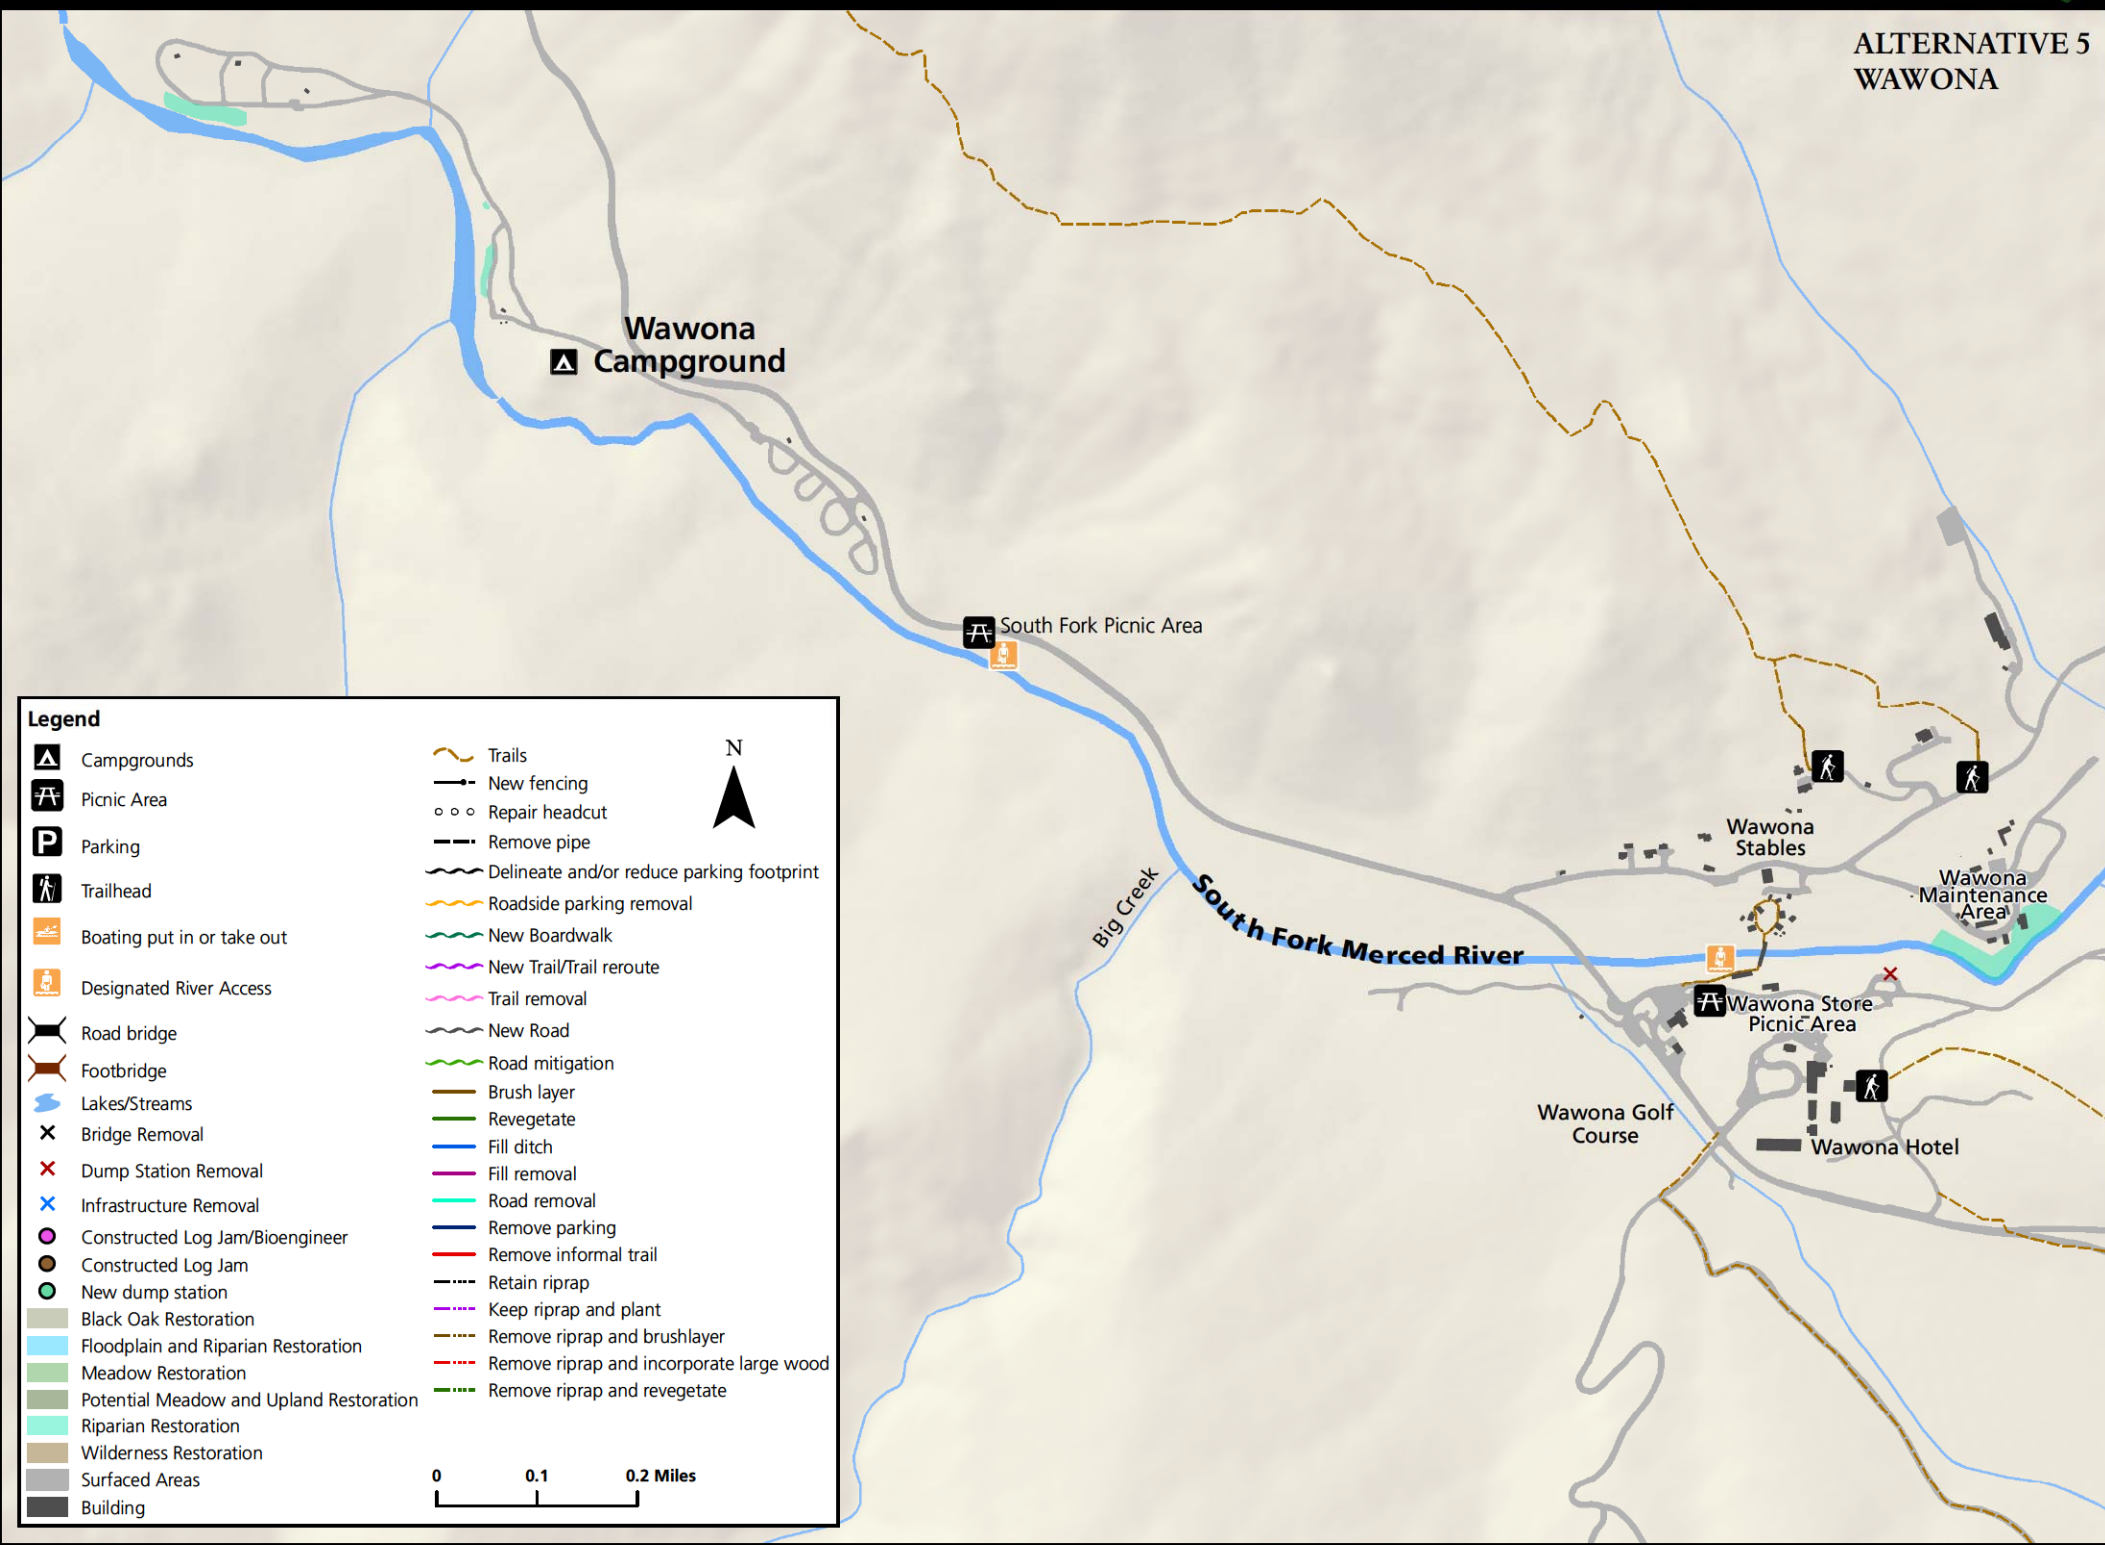 ALTERNATIVE 5
WAWONA
Wawona
Campground
South Fork Picnic Area
Wawona
Stables
Wawona
Maintenance
Area
Big Creek
South Fork Merced River
Wawona Store
Picnic Area
Wawona Golf
Course
Wawona Hotel
Legend
Campgrounds
Picnic Area
P
Parking
Trailhead
Boating put in or take out
Designated River Access
Road bridge
Footbridge
Lakes/Streams
Bridge Removal
Dump Station Removal
Infrastructure Removal
Constructed Log Jam/Bioengineer
Constructed Log Jam
New dump station
Black Oak Restoration
Floodplain and Riparian Restoration
Meadow Restoration
Potential Meadow and Upland Restoration
Riparian Restoration
Wilderness Restoration
Surfaced Areas
Building
Trails
New fencing
Repair headcut
Remove pipe
Delineate and/or reduce parking footprint
Roadside parking removal
New Boardwalk
New Trail/Trail reroute
Trail removal
New Road
Road mitigation
Brush layer
Revegetate
Fill ditch
Fill removal
Road removal
Remove parking
Remove informal trail
Retain riprap
Keep riprap and plant
Remove riprap and brushlayer
Remove riprap and incorporate large wood
Remove riprap and revegetate
N
0 0.1 0.2 Miles